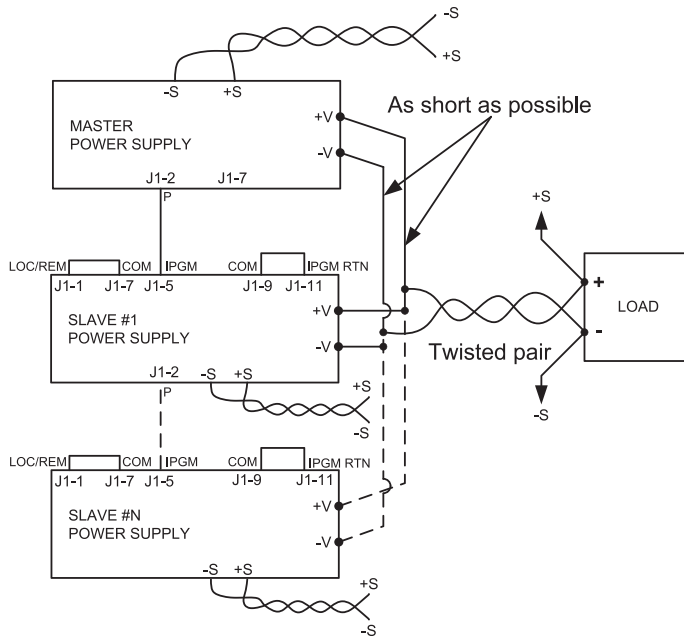 -S
+S
-S +S
As short as possible
MASTER
POWER SUPPLY
+V
-V
J1-2 J1-7
P
+S
LOC/REM COM IPGM COM IPGM RTN
J1-1 J1-7 J1-5 J1-9 J1-11
SLAVE #1
POWER SUPPLY
+V
-V
+
-
LOAD
Twisted pair
J1-2
P
-S +S
+S
-S
-S
LOC/REM COM IPGM COM IPGM RTN
J1-1 J1-7 J1-5 J1-9 J1-11
SLAVE #N
POWER SUPPLY
+V
-V
-S +S
+S
-S